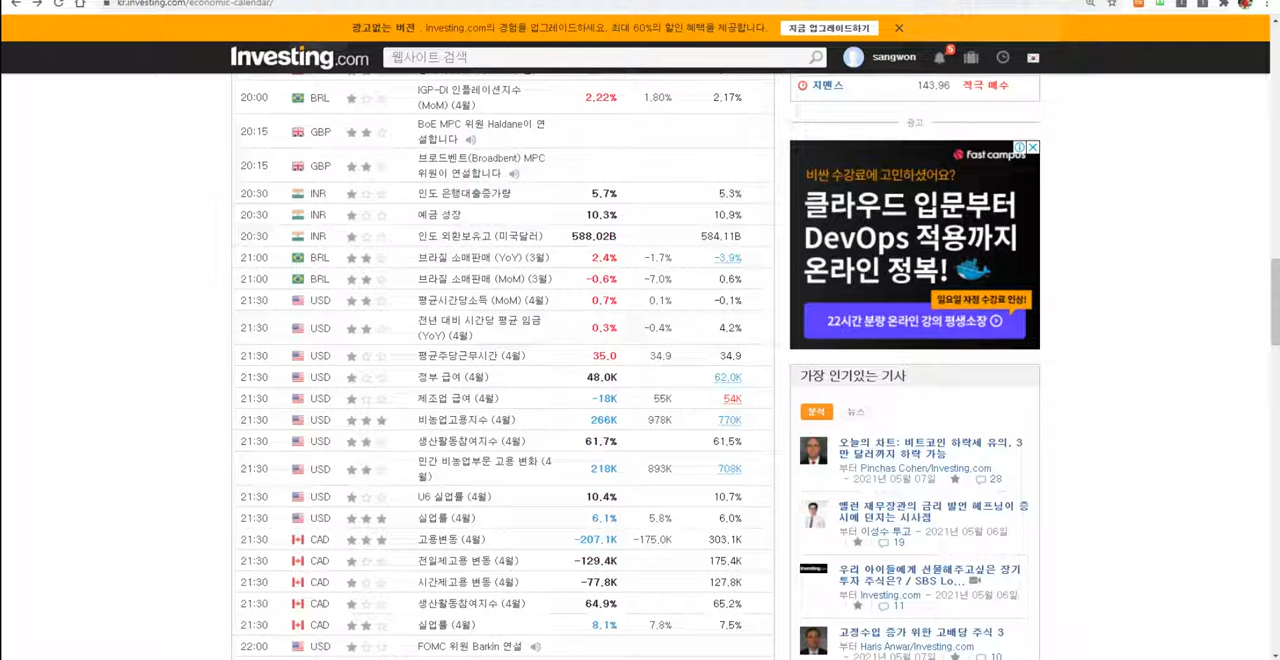 kr.investing.com/economic-calendar/
광고없는 버전 . Investing.com의 경험을 업그레이드하세요. 최대 60%의 할인 혜택을 제공합니다. 지금 업그레이드하기
Investing.com 웹사이트 검색 sangwon 5
20:00 BRL IGP-DI 인플레이션지수 (MoM) (4월) 2,22% 1,80% 2,17%
20:15 GBP BoE MPC 위원 Haldane이 연
설합니다
20:15 GBP 브로드벤트(Broadbent) MPC
위원이 연설합니다
20:30 INR 인도 은행대출증가량 5,7% 5,3%
20:30 INR 예금 성장 10,3% 10,9%
20:30 INR 인도 외환보유고 (미국달러) 588,02B 584,11B
21:00 BRL 브라질 소매판매 (YoY) (3월) 2,4% -1,7% -3,9%
21:00 BRL 브라질 소매판매 (MoM) (3월) -0,6% -7,0% 0,6%
21:30 USD 평균시간당소득 (MoM) (4월) 0,7% 0,1% -0,1%
21:30 USD 전년 대비 시간당 평균 임금
(YoY) (4월) 0,3% -0,4% 4,2%
21:30 USD 평균주당근무시간 (4월) 35,0 34,9 34,9
21:30 USD 정부 급여 (4월) 48,0K 62,0K
21:30 USD 제조업 급여 (4월) -18K 55K 54K
21:30 USD 비농업고용지수 (4월) 266K 978K 770K
21:30 USD 생산활동참여지수 (4월) 61,7% 61,5%
21:30 USD 민간 비농업부문 고용 변화 (4
월) 218K 893K 708K
21:30 USD U6 실업률 (4월) 10,4% 10,7%
21:30 USD 실업률 (4월) 6,1% 5,8% 6,0%
21:30 CAD 고용변동 (4월) -207,1K -175,0K 303,1K
21:30 CAD 전일제고용 변동 (4월) -129,4K 175,4K
21:30 CAD 시간제고용 변동 (4월) -77,8K 127,8K
21:30 CAD 생산활동참여지수 (4월) 64,9% 65,2%
21:30 CAD 실업률 (4월) 8,1% 7,8% 7,5%
22:00 USD FOMC 위원 Barkin 연설
지멘스 143,96 적극 매수
광고
fast campus
비싼 수강료에 고민하셨어요?
클라우드 입문부터
DevOps 적용까지
온라인 정복!
일요일 자정 수강료 인상!
22시간 분량 온라인 강의 평생소장
가장 인기있는 기사
분석 뉴스
오늘의 차트: 비트코인 하락세 유의, 3
만 달러까지 하락 가능
부터 Pinchas Cohen/Investing.com
- 2021년 05월 07일 28
옐런 재무장관의 금리 발언 해프닝이 증
시에 던지는 시사점
부터 이성수 투고 - 2021년 05월 06일
19
우리 아이들에게 선물해주고싶은 장기
투자 주식은? / SBS Lo...
부터 Investing.com - 2021년 05월 06일
11
고정수입 증가 위한 고배당 주식 3
부터 Haris Anwar/Investing.com
- 2021년 05월 06일 10